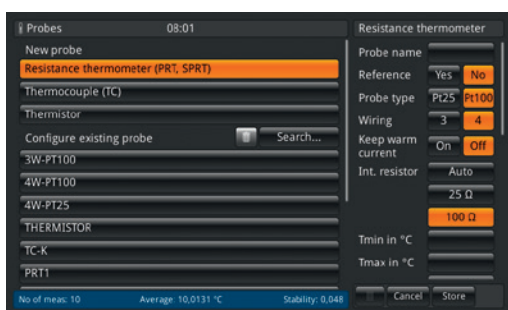 Probes 08:01
New probe
Resistance thermometer (PRT, SPRT)
Thermocouple (TC)
Thermistor
Configure existing probe Search...
3W-PT100
4W-PT100
4W-PT25
THERMISTOR
TC-K
PRT1
No of meas: 10 Average: 10,0131 °C Stability: 0,048
Resistance thermometer
Probe name
Reference Yes No
Probe type Pt25 Pt100
Wiring 3 4
Keep warm
current On Off
Int. resistor Auto
25 Ω
100 Ω
Tmin in °C
Tmax in °C
Cancel Store